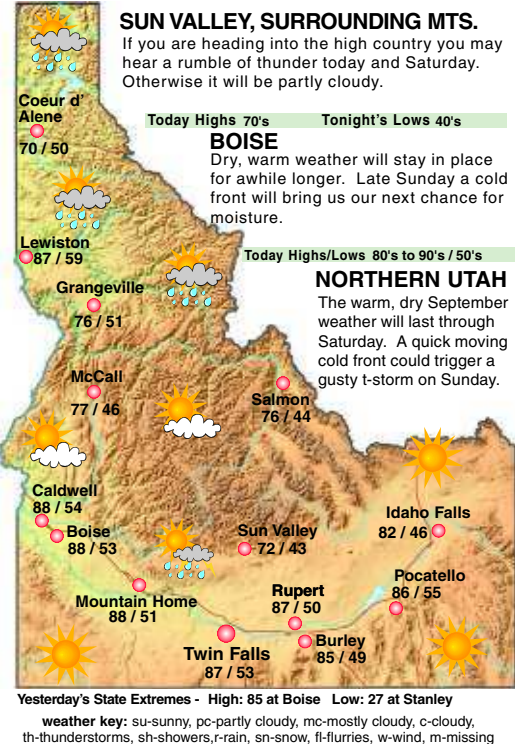 SUN VALLEY, SURROUNDING MTS.
If you are heading into the high country you may
hear a rumble of thunder today and Saturday.
Otherwise it will be partly cloudy.
Today Highs 70's Tonight's Lows 40's
BOISE
Dry, warm weather will stay in place
for awhile longer. Late Sunday a cold
front will bring us our next chance for
moisture.
Today Highs/Lows 80's to 90's / 50's
NORTHERN UTAH
The warm, dry September
weather will last through
Saturday. A quick moving
cold front could trigger a
gusty t-storm on Sunday.
Coeur d'
Alene
70 / 50
Lewiston
87 / 59
Grangeville
76 / 51
McCall
77 / 46
Salmon
76 / 44
Caldwell
88 / 54
Boise
88 / 53
Sun Valley
72 / 43
Idaho Falls
82 / 46
Mountain Home
88 / 51
Rupert
87 / 50
Pocatello
86 / 55
Twin Falls
87 / 53
Burley
85 / 49
Yesterday's State Extremes - High: 85 at Boise Low: 27 at Stanley
weather key: su-sunny, pc-partly cloudy, mc-mostly cloudy, c-cloudy,
th-thunderstorms, sh-showers,r-rain, sn-snow, fl-flurries, w-wind, m-missing